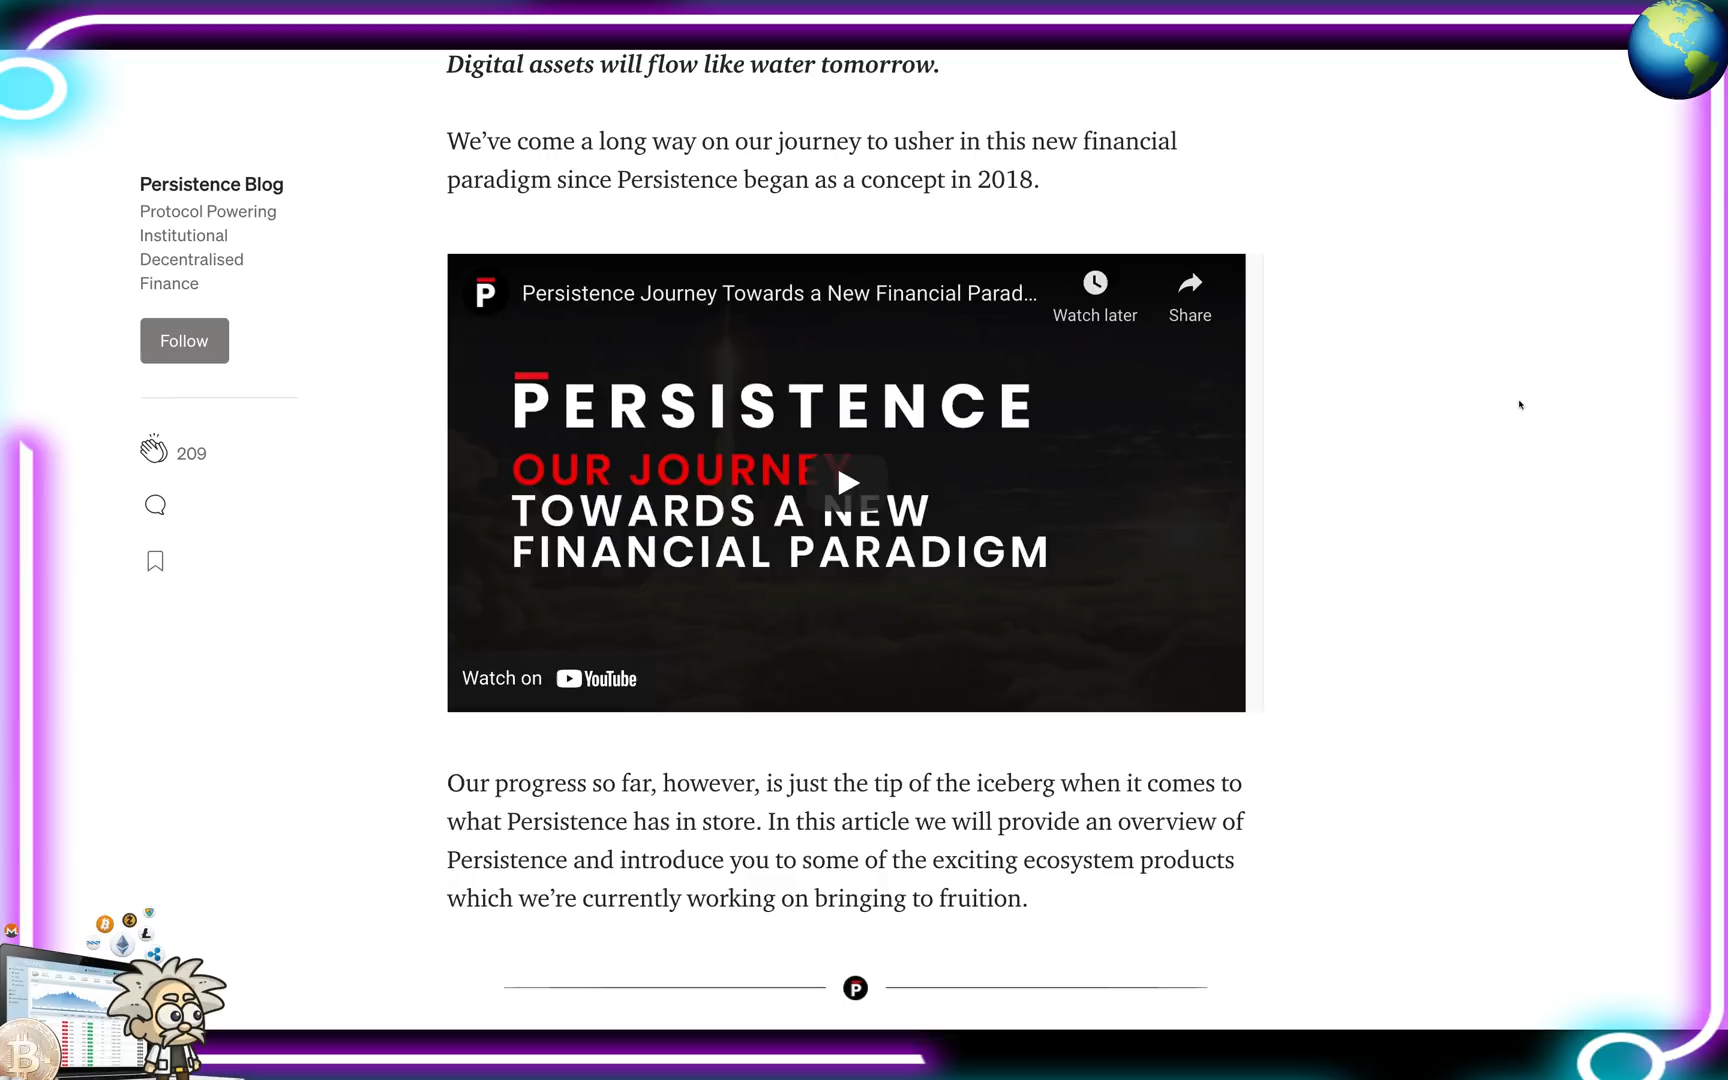 Digital assets will flow like water tomorrow.
We’ve come a long way on our journey to usher in this new financial
paradigm since Persistence began as a concept in 2018.
Persistence Blog
Protocol Powering
Institutional
Decentralised
Finance
Follow
209
Persistence Journey Towards a New Financial Parad...
Watch later
Share
PERSISTENCE
OUR JOURNEY
TOWARDS A NEW
FINANCIAL PARADIGM
Watch on YouTube
Our progress so far, however, is just the tip of the iceberg when it comes to
what Persistence has in store. In this article we will provide an overview of
Persistence and introduce you to some of the exciting ecosystem products
which we’re currently working on bringing to fruition.